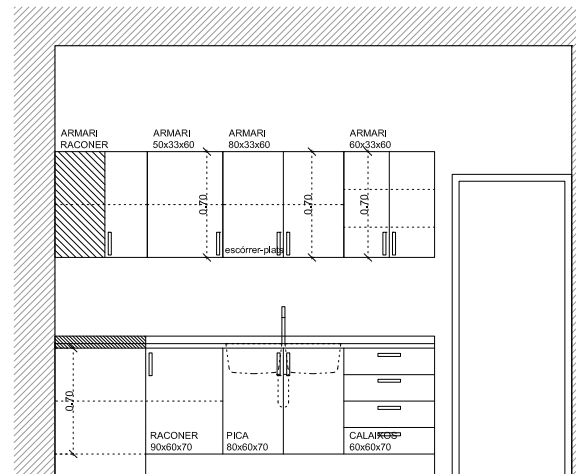 ARMARI
RACONER
ARMARI
50x33x60
ARMARI
80x33x60
ARMARI
60x33x60
0.70
0.70
0.70
escórrer-plats
0.70
RACONER
90x60x70
PICA
80x60x70
CALAIXOS
60x60x70